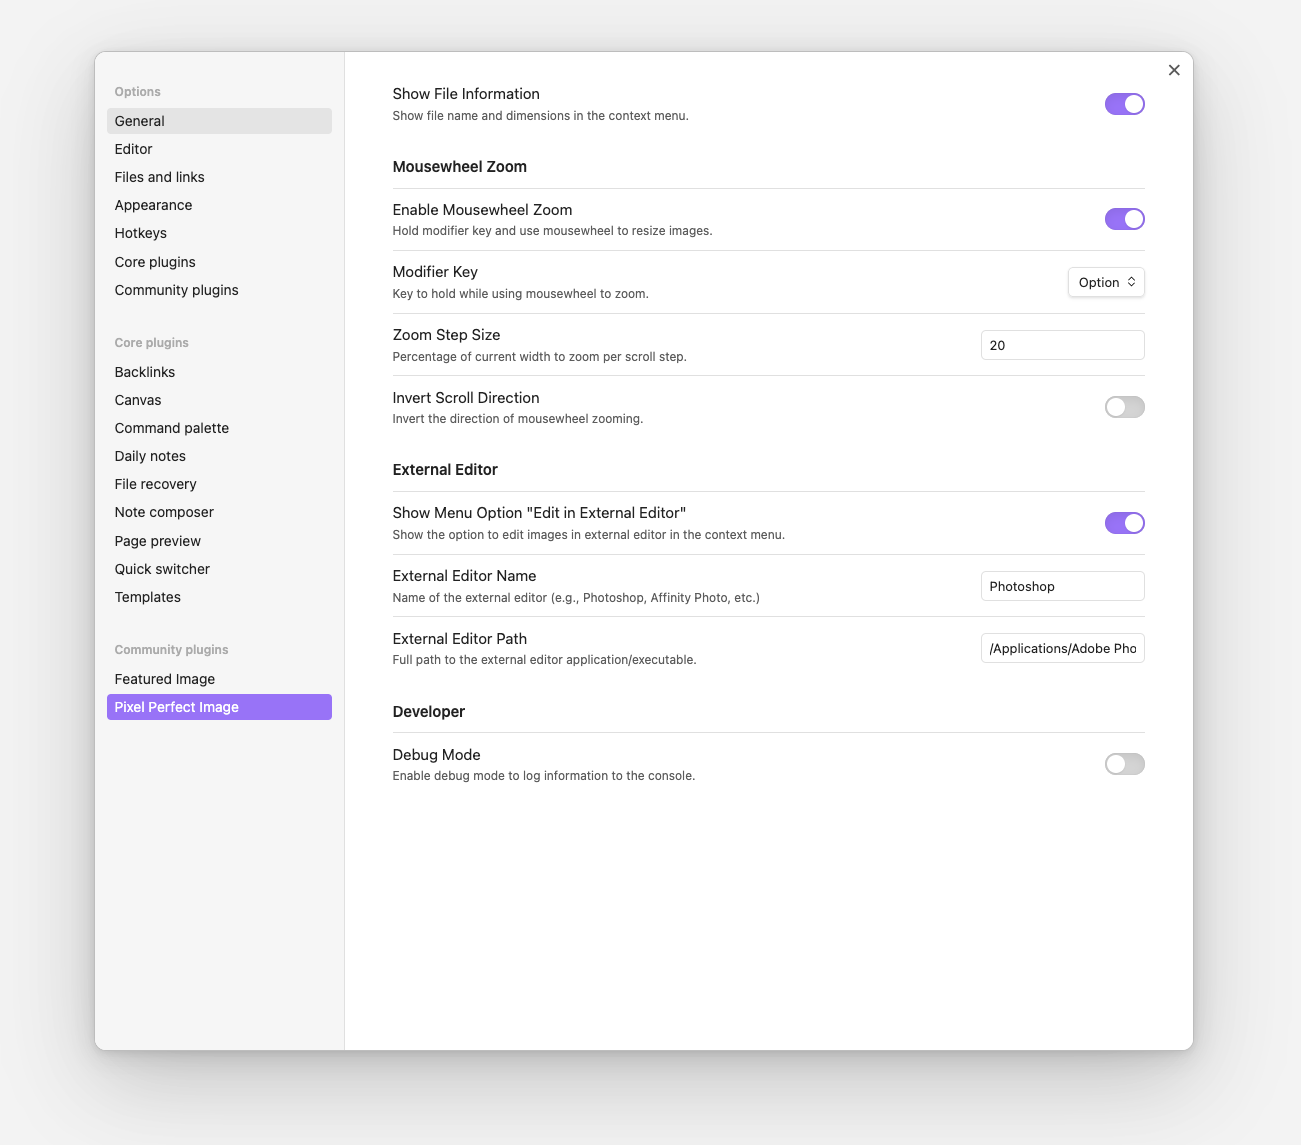 Options
General
Editor
Files and links
Appearance
Hotkeys
Core plugins
Community plugins
Core plugins
Backlinks
Canvas
Command palette
Daily notes
File recovery
Note composer
Page preview
Quick switcher
Templates
Community plugins
Featured Image
Pixel Perfect Image
Show File Information
Show file name and dimensions in the context menu.
Mousewheel Zoom
Enable Mousewheel Zoom
Hold modifier key and use mousewheel to resize images.
Modifier Key
Key to hold while using mousewheel to zoom.
Option
Zoom Step Size
Percentage of current width to zoom per scroll step.
20
Invert Scroll Direction
Invert the direction of mousewheel zooming.
External Editor
Show Menu Option "Edit in External Editor"
Show the option to edit images in external editor in the context menu.
External Editor Name
Name of the external editor (e.g., Photoshop, Affinity Photo, etc.)
Photoshop
External Editor Path
Full path to the external editor application/executable.
/Applications/Adobe Pho
Developer
Debug Mode
Enable debug mode to log information to the console.